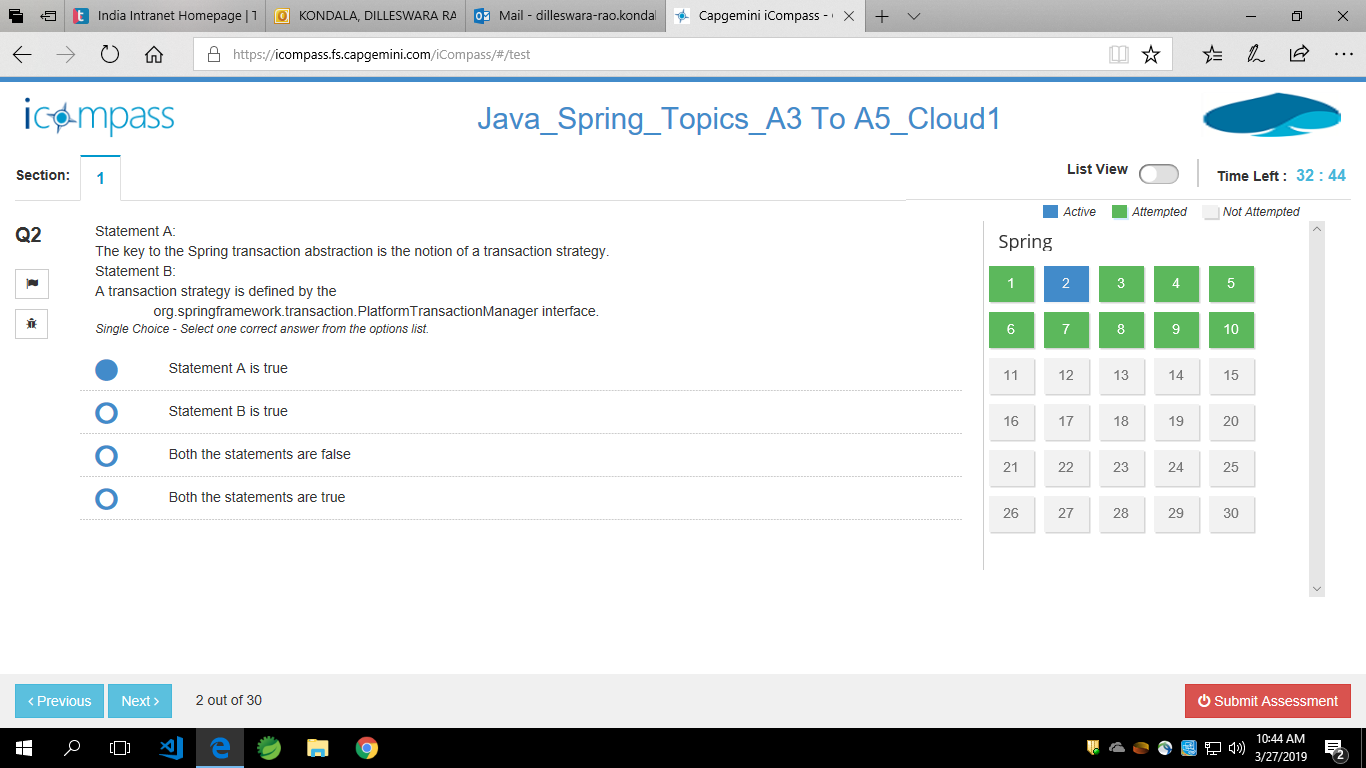 India Intranet Homepage | T
KONDALA, DILLESWARA RA
Mail - dilleswara-rao.kondal
Capgemini iCompass -
https://icompass.fs.capgemini.com/iCompass/#/test
icompass
Java_Spring_Topics_A3 To A5_Cloud1
Section:
1
List View
Time Left : 32 : 44
Active
Attempted
Not Attempted
Q2
Statement A:
The key to the Spring transaction abstraction is the notion of a transaction strategy.
Statement B:
A transaction strategy is defined by the
org.springframework.transaction.PlatformTransactionManager interface.
Single Choice - Select one correct answer from the options list.
Statement A is true
Statement B is true
Both the statements are false
Both the statements are true
Spring
1 2 3 4 5
6 7 8 9 10
11 12 13 14 15
16 17 18 19 20
21 22 23 24 25
26 27 28 29 30
Previous
Next
2 out of 30
Submit Assessment
10:44 AM
3/27/2019
2